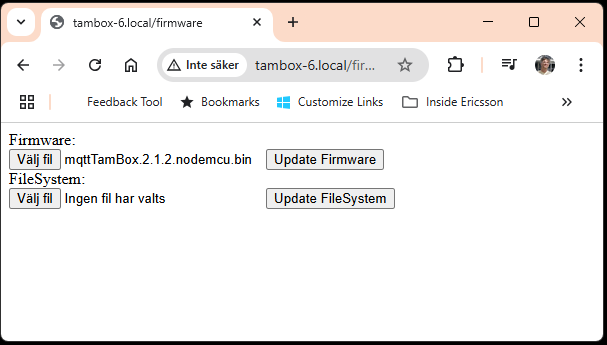 tambox-6.local/firmware
Inte säker tambox-6.local/fir...
Feedback Tool Bookmarks Customize Links Inside Ericsson
Firmware:
Välj fil mqttTamBox.2.1.2.nodemcu.bin Update Firmware
FileSystem:
Välj fil Ingen fil har valts Update FileSystem